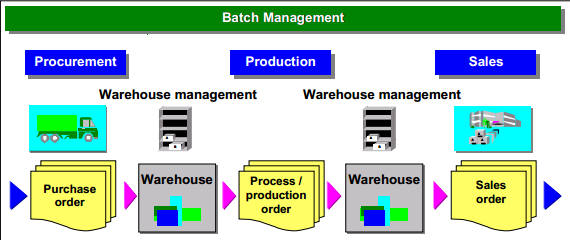 Batch Management
Procurement
Production
Sales
Warehouse management
Warehouse management
Purchase
order
Warehouse
Process /
production
order
Warehouse
Sales
order